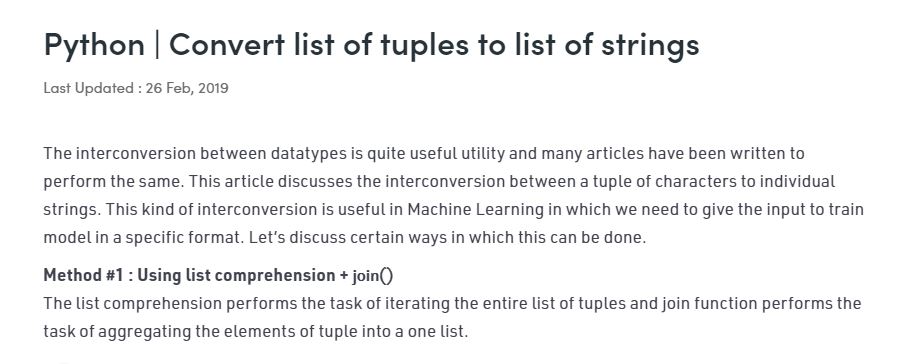 Python | Convert list of tuples to list of strings
Last Updated : 26 Feb, 2019
The interconversion between datatypes is quite useful utility and many articles have been written to
perform the same. This article discusses the interconversion between a tuple of characters to individual
strings. This kind of interconversion is useful in Machine Learning in which we need to give the input to train
model in a specific format. Let’s discuss certain ways in which this can be done.
Method #1 : Using list comprehension + join()
The list comprehension performs the task of iterating the entire list of tuples and join function performs the
task of aggregating the elements of tuple into a one list.